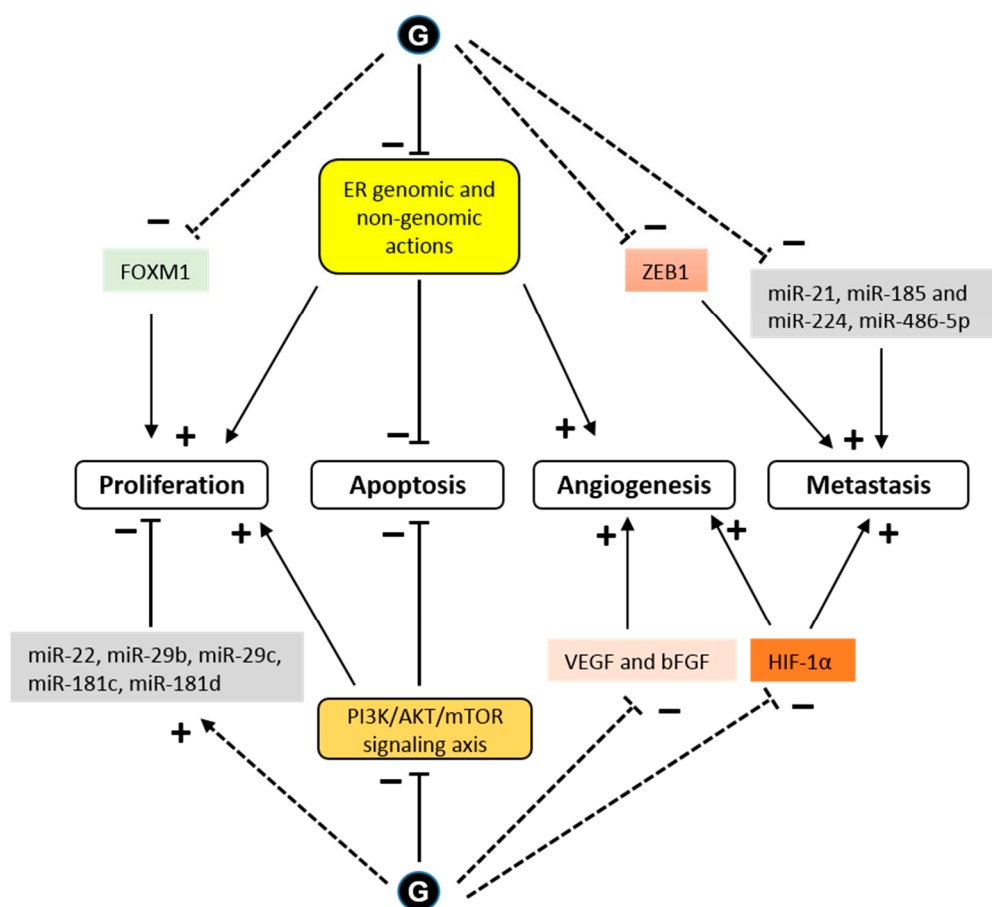 G
−
ER genomic and
non-genomic
actions
−
−
−
FOXM1
ZEB1
miR-21, miR-185 and
miR-224, miR-486-5p
+
−
+
+
Proliferation
Apoptosis
Angiogenesis
Metastasis
−
+
−
+
+
+
miR-22, miR-29b, miR-29c,
miR-181c, miR-181d
VEGF and bFGF
HIF-1α
+
PI3K/AKT/mTOR
signaling axis
−
−
−
G